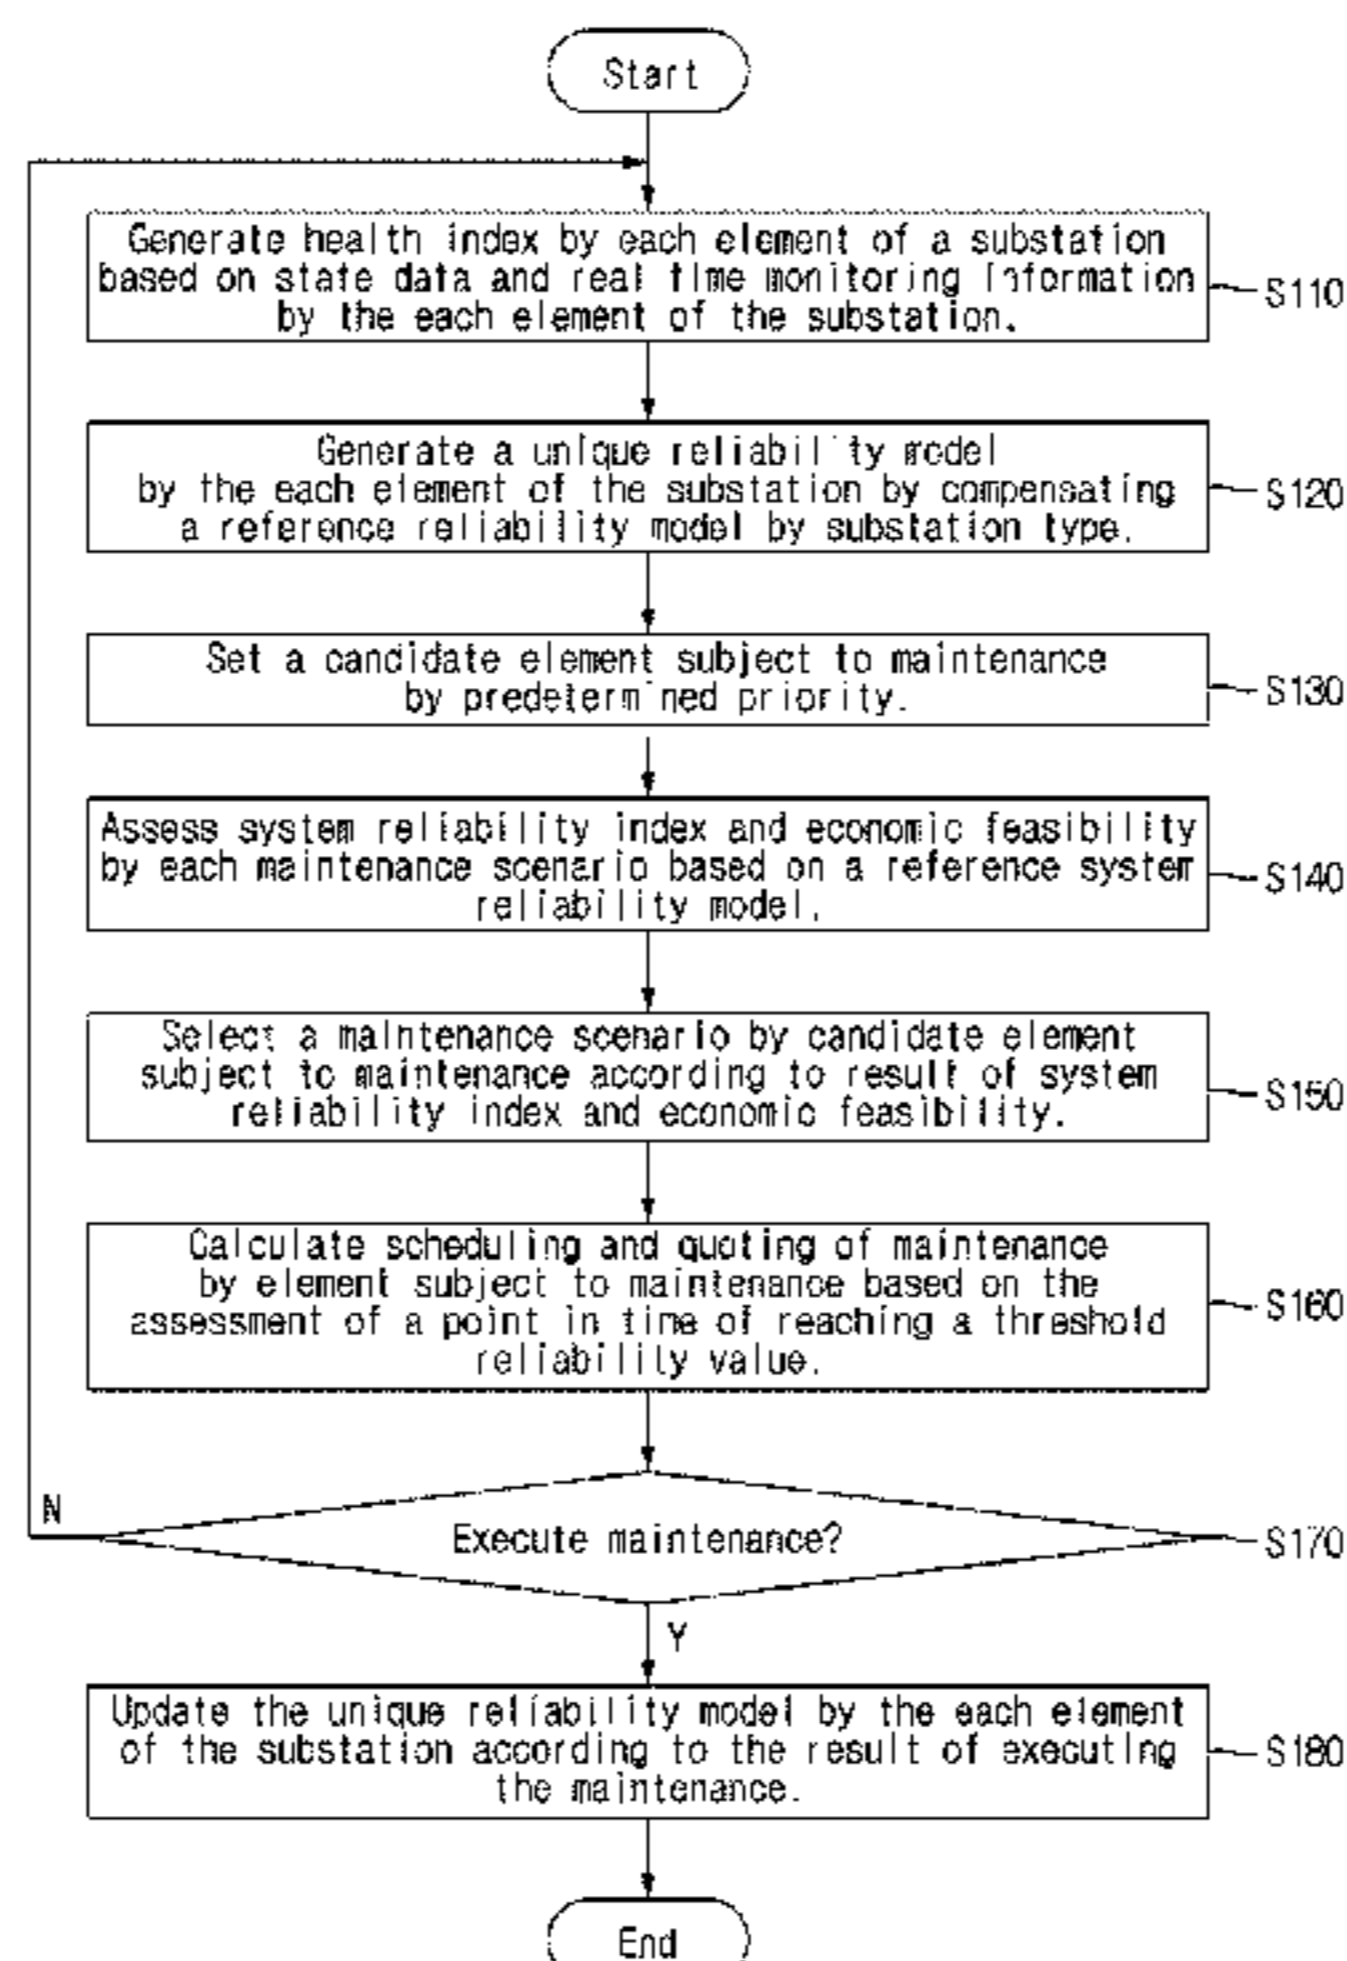 Start
Generate health index by each element of a substation
based on state data and real time monitoring information
by the each element of the substation.
S110
Generate a unique reliability model
by the each element of the substation by compensating
a reference reliability model by substation type.
S120
Set a candidate element subject to maintenance
by predetermined priority.
S130
Assess system reliability index and economic feasibility
by each maintenance scenario based on a reference system
reliability model.
S140
Select a maintenance scenario by candidate element
subject to maintenance according to result of system
reliability index and economic feasibility.
S150
Calculate scheduling and quoting of maintenance
by element subject to maintenance based on the
assessment of a point in time of reaching a threshold
reliability value.
S160
N
Execute maintenance?
S170
Y
Update the unique reliability model by the each element
of the substation according to the result of executing
the maintenance.
S180
End